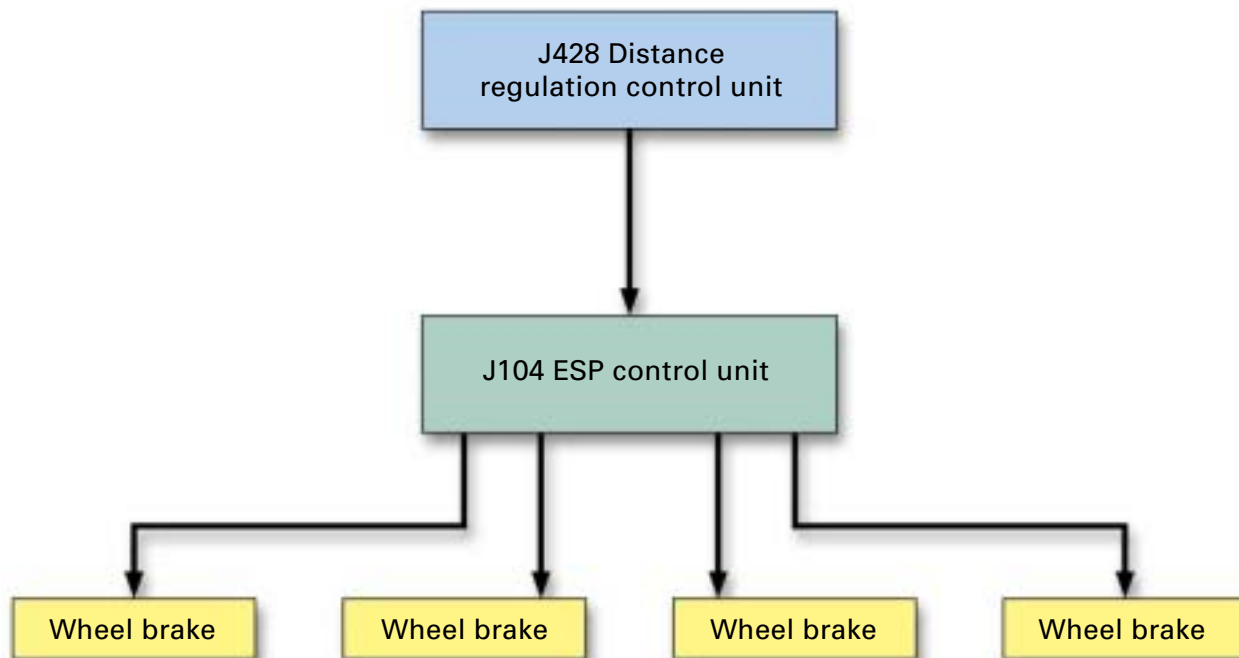 J428 Distance
regulation control unit
J104 ESP control unit
Wheel brake
Wheel brake
Wheel brake
Wheel brake